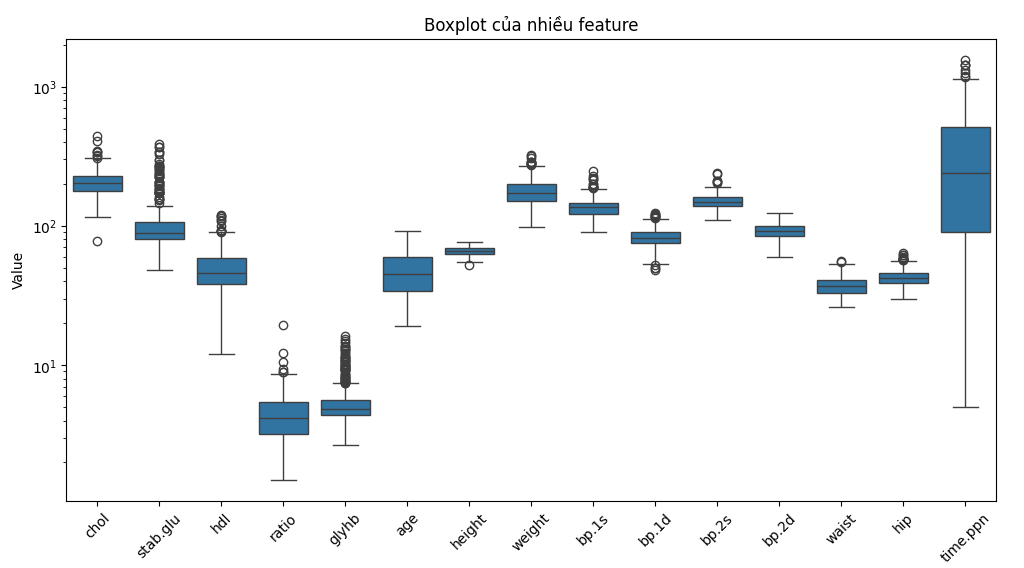 Boxplot của nhiều feature
Value
10³
10²
10¹
chol
stab.glu
hdl
ratio
glyhb
age
height
weight
bp.1s
bp.1d
bp.2s
bp.2d
waist
hip
time.ppn